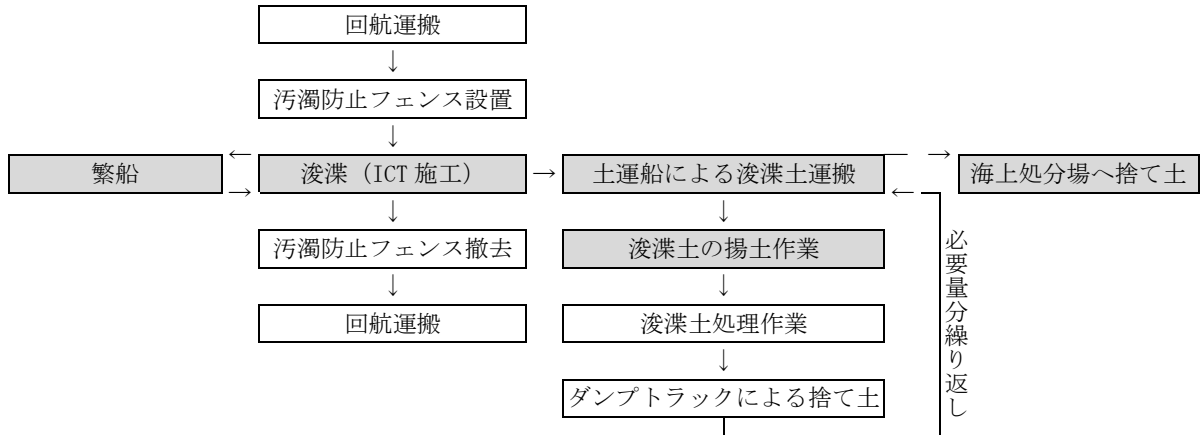 回航運搬
↓
汚濁防止フェンス設置
↓
繁船 ← → 浚渫（ICT 施工） → 土運船による浚渫土運搬 → ← 海上処分場へ捨て土
↓ ↓
汚濁防止フェンス撤去 浚渫土の揚土作業
↓ ↓
回航運搬 浚渫土処理作業
↓
ダンプトラックによる捨て土
必要量分繰り返し